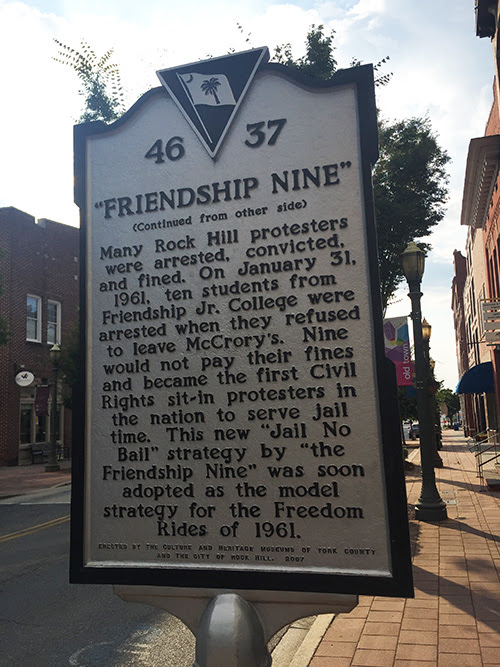 46 37
"FRIENDSHIP NINE"
(Continued from other side)
Many Rock Hill protesters
were arrested, convicted,
and fined. On January 31,
1961, ten students from
Friendship Jr. College were
arrested when they refused
to leave McCrory's. Nine
would not pay their fines
and became the first Civil
Rights sit-in protesters in
the nation to serve jail
time. This new "Jail No
Bail" strategy by "the
Friendship Nine" was soon
adopted as the model
strategy for the Freedom
Rides of 1961.
ERECTED BY THE CULTURE AND HERITAGE MUSEUMS OF YORK COUNTY
AND THE CITY OF ROCK HILL, 2007
old town